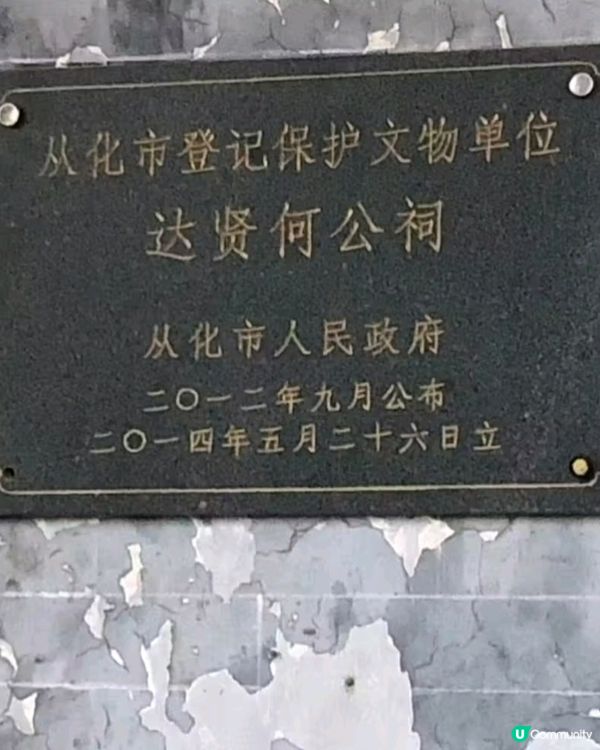 从化市登记保护文物单位
达贤何公祠
从化市人民政府
二〇一二年九月公布
二〇一四年五月二十六日立
U Community